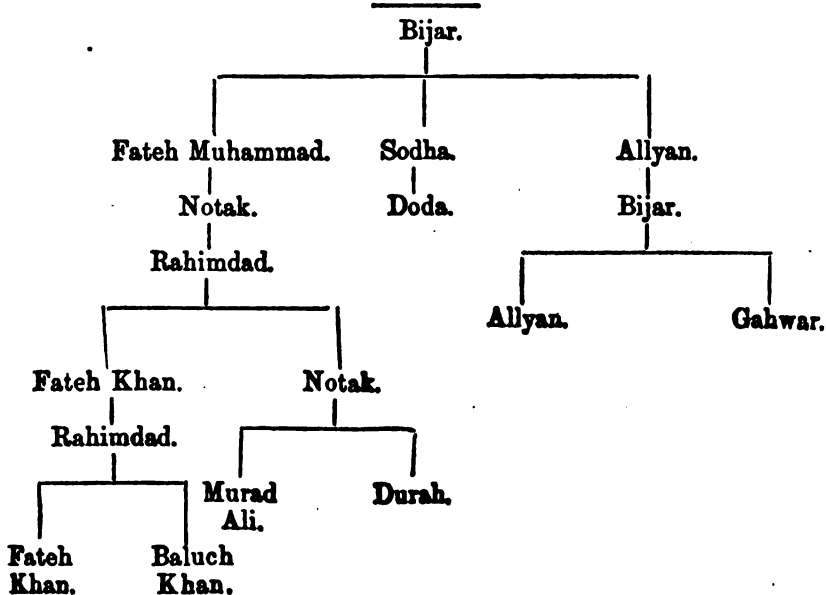 Bijar.
Fateh Muhammad. Sodha. Allyan.
Notak. Doda. Bijar.
Rahimdad.
Allyan. Gahwar.
Fateh Khan. Notak.
Rahimdad.
Murad Ali. Durah.
Fateh Khan. Baluch Khan.